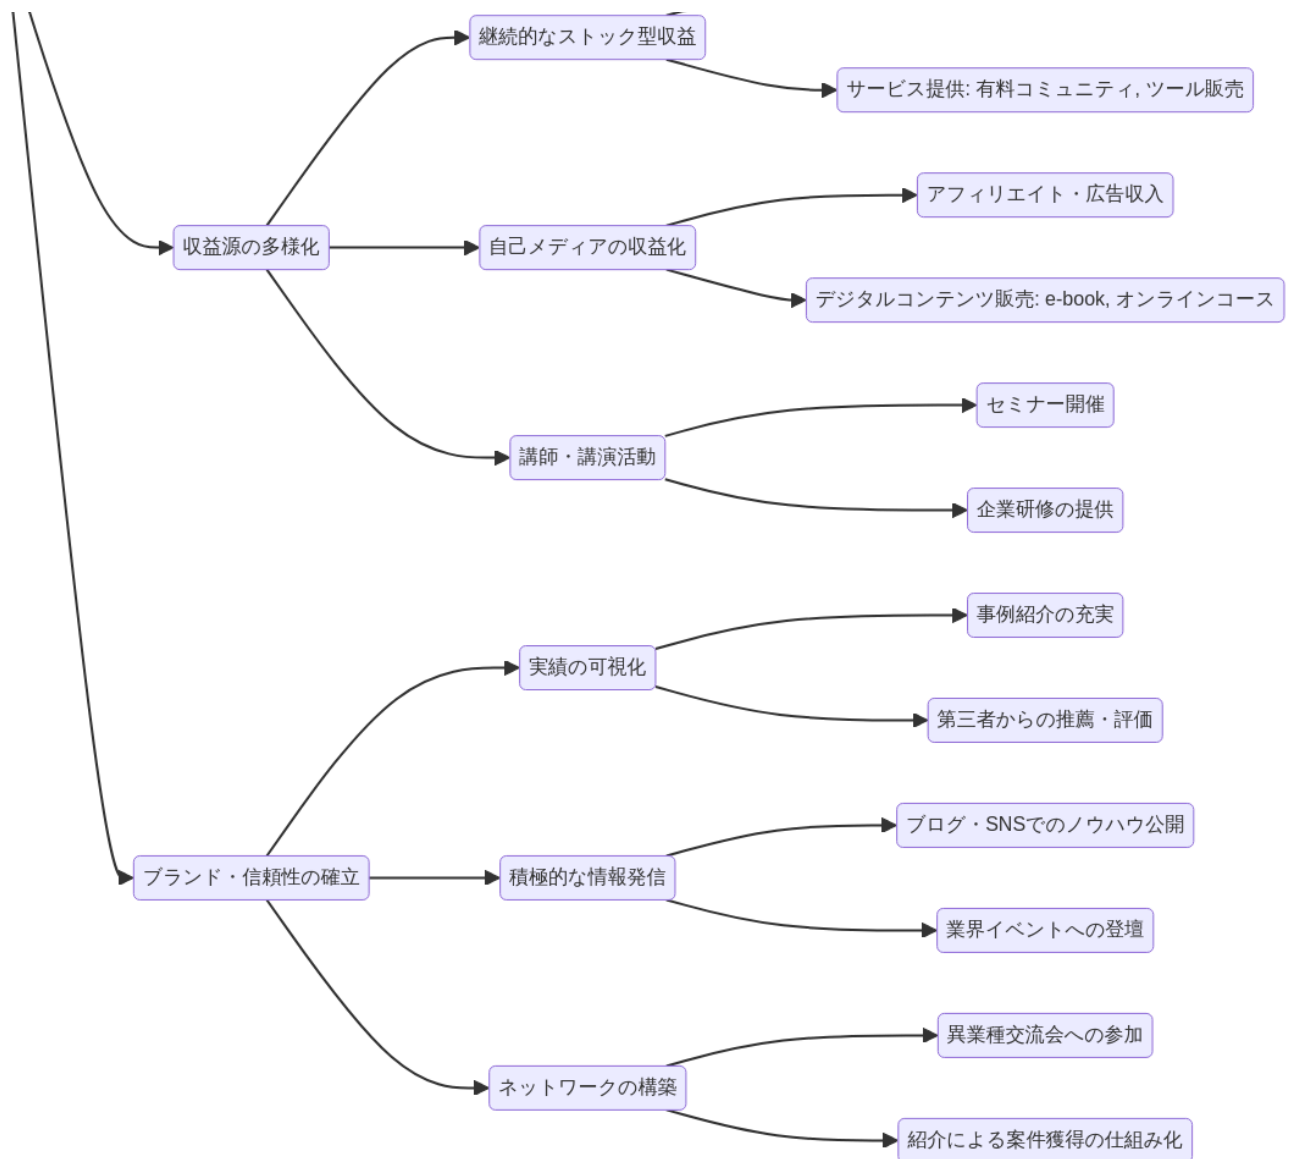 継続的なストック型収益
サービス提供: 有料コミュニティ, ツール販売
アフィリエイト・広告収入
収益源の多様化
自己メディアの収益化
デジタルコンテンツ販売: e-book, オンラインコース
セミナー開催
講師・講演活動
企業研修の提供
事例紹介の充実
実績の可視化
第三者からの推薦・評価
ブログ・SNSでのノウハウ公開
ブランド・信頼性の確立
積極的な情報発信
業界イベントへの登壇
異業種交流会への参加
ネットワークの構築
紹介による案件獲得の仕組み化